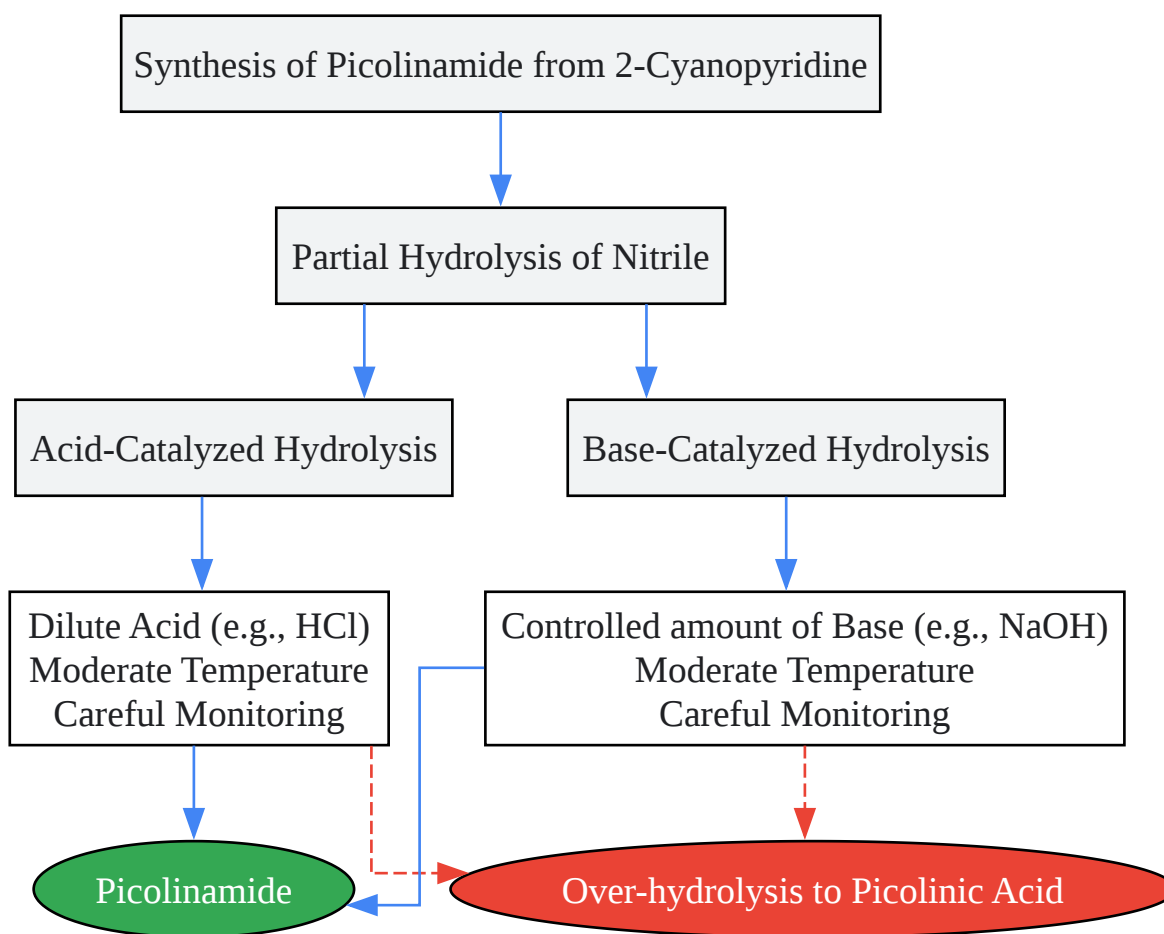 Synthesis of Picolinamide from 2-Cyanopyridine
Partial Hydrolysis of Nitrile
Acid-Catalyzed Hydrolysis
Base-Catalyzed Hydrolysis
Dilute Acid (e.g., HCl)
Moderate Temperature
Careful Monitoring
Controlled amount of Base (e.g., NaOH)
Moderate Temperature
Careful Monitoring
Picolinamide
Over-hydrolysis to Picolinic Acid